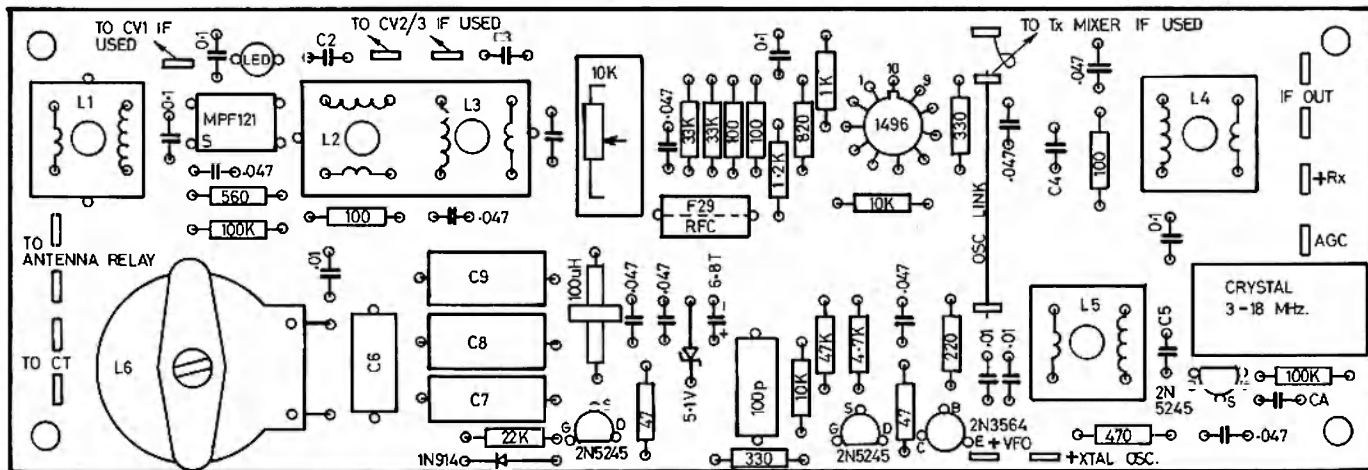 TO CV1 IF
USED
0·1
LED
C2
TO CV2/3 IF USED
C3
10K
·047
33K
33K
100
100
0·1
820
1K
1·2K
1
10
9
1496
330
TO Tx MIXER IF USED
·047
·047
C4
100
L4
IF OUT
+Rx
AGC
L1
0·1
MPF121
S
·047
560
100K
L2
L3
100
·047
F29
RFC
10K
OSC LINK
0·1
TO
ANTENNA RELAY
·01
C9
C8
C7
C6
100uH
·047
·047
6·8T
+
-
5·1V
47K
4·7K
·047
220
·01
·01
L5
C5
CRYSTAL
3-18 MHz.
TO CT
L6
22K
1N914
G
D
2N5245
47
100p
10K
330
S
G
D
2N5245
47
B
C
E
2N3564
+VFO
+XTAL OSC.
470
2N
5245
S
100K
CA
·047